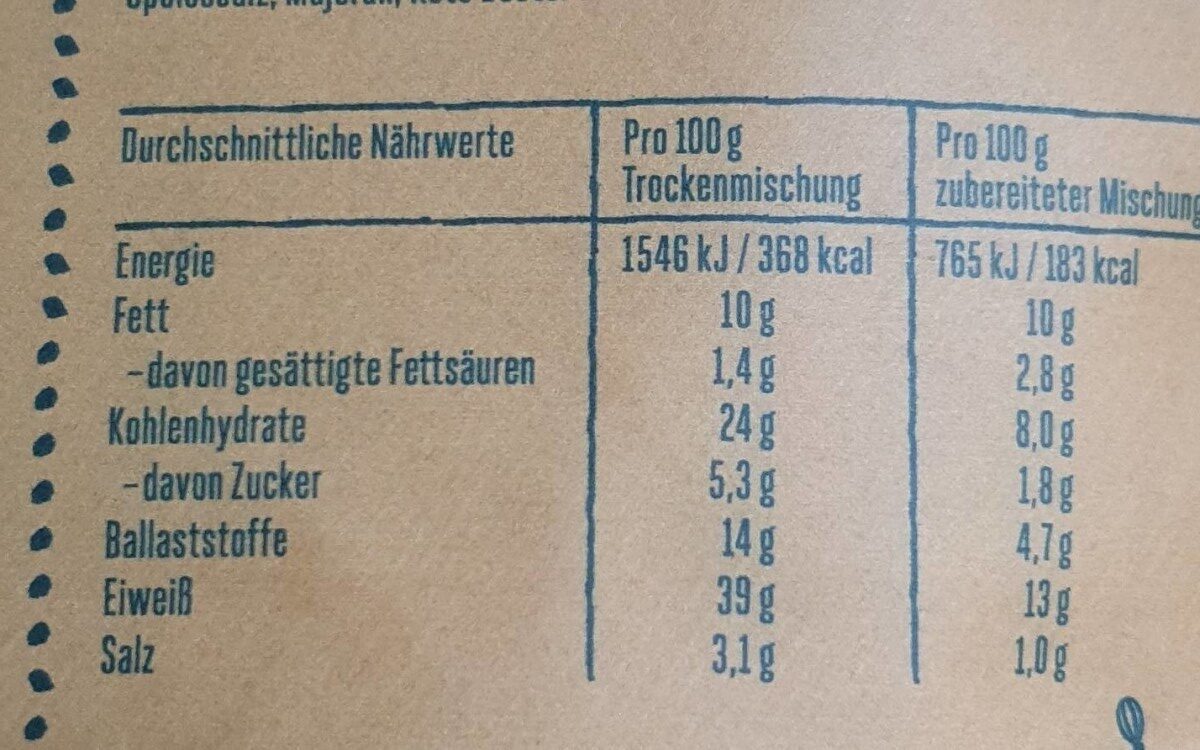 Speisesalz, Majoran,
Durchschnittliche Nährwerte Pro 100 g Trockenmischung Pro 100 g zubereiteter Mischung
Energie 1546 kJ / 368 kcal 765 kJ / 183 kcal
Fett 10 g 10 g
–davon gesättigte Fettsäuren 1,4 g 2,8 g
Kohlenhydrate 24 g 8,0 g
–davon Zucker 5,3 g 1,8 g
Ballaststoffe 14 g 4,7 g
Eiweiß 39 g 13 g
Salz 3,1 g 1,0 g